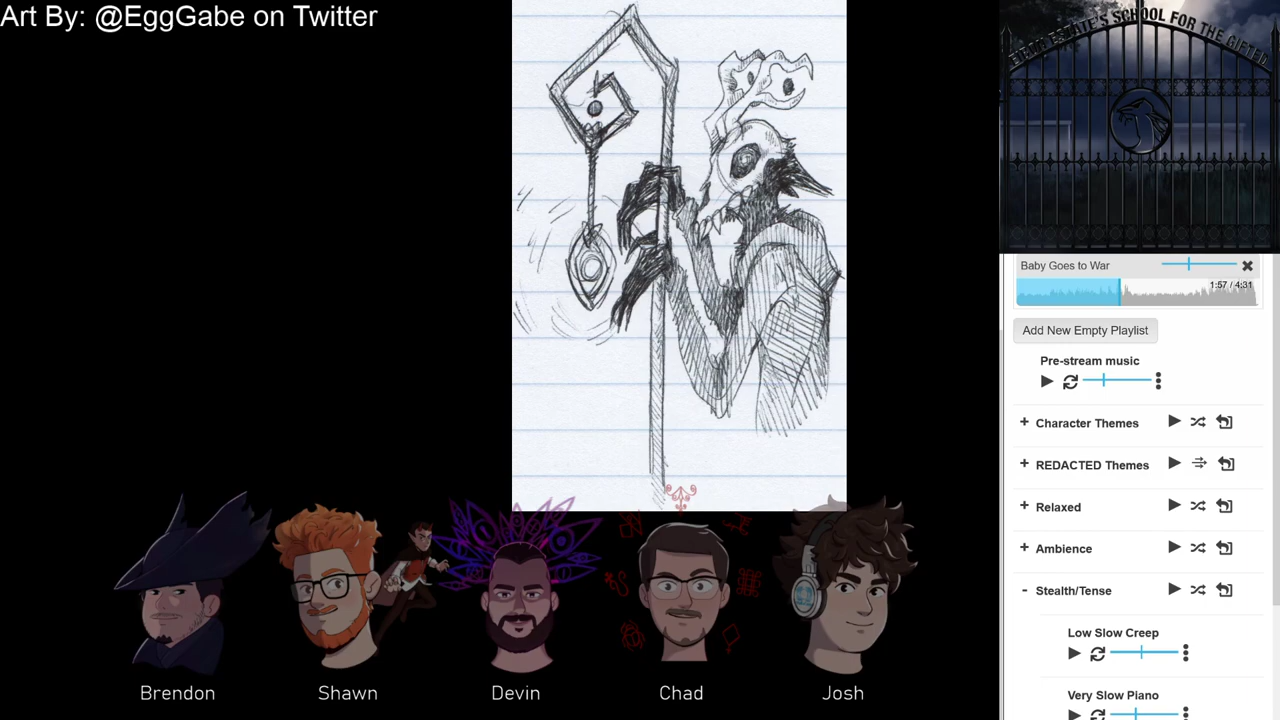 Art By: @EggGabe on Twitter
ESTATE'S SCHOOL FOR THE GIFTED
Baby Goes to War
1:57 / 4:31
Add New Empty Playlist
Pre-stream music
+ Character Themes
+ REDACTED Themes
+ Relaxed
+ Ambience
- Stealth/Tense
Low Slow Creep
Very Slow Piano
Brendon
Shawn
Devin
Chad
Josh